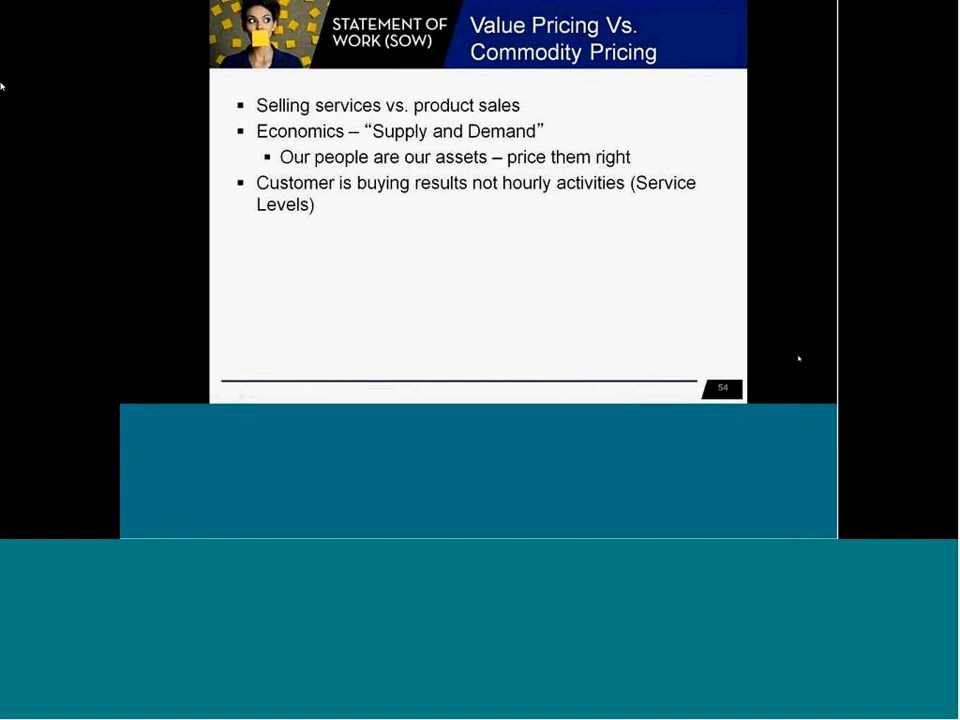 STATEMENT OF
WORK (SOW)
Value Pricing Vs.
Commodity Pricing
▪ Selling services vs. product sales
▪ Economics – “Supply and Demand”
▪ Our people are our assets – price them right
▪ Customer is buying results not hourly activities (Service
Levels)
54